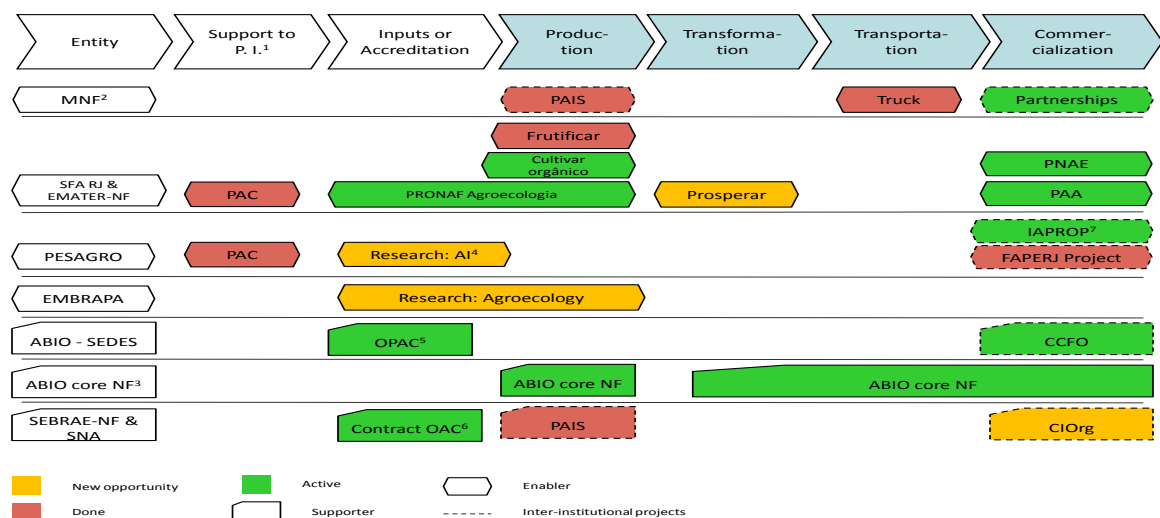 Entity
Support to
P. I.¹
Inputs or
Accreditation
Produc-
tion
Transforma-
tion
Transporta-
tion
Commer-
cialization
MNF²
PAIS
Truck
Partnerships
Frutificar
Cultivar
orgânico
PNAE
SFA RJ &
EMATER-NF
PAC
PRONAF Agroecologia
Prosperar
PAA
IAPROP⁷
PESAGRO
PAC
Research: AI⁴
FAPERJ Project
EMBRAPA
Research: Agroecology
ABIO - SEDES
OPAC⁵
CCFO
ABIO core NF³
ABIO core NF
ABIO core NF
SEBRAE-NF &
SNA
Contract OAC⁶
PAIS
CIOrg
New opportunity
Active
Enabler
Done
Supporter
Inter-institutional projects